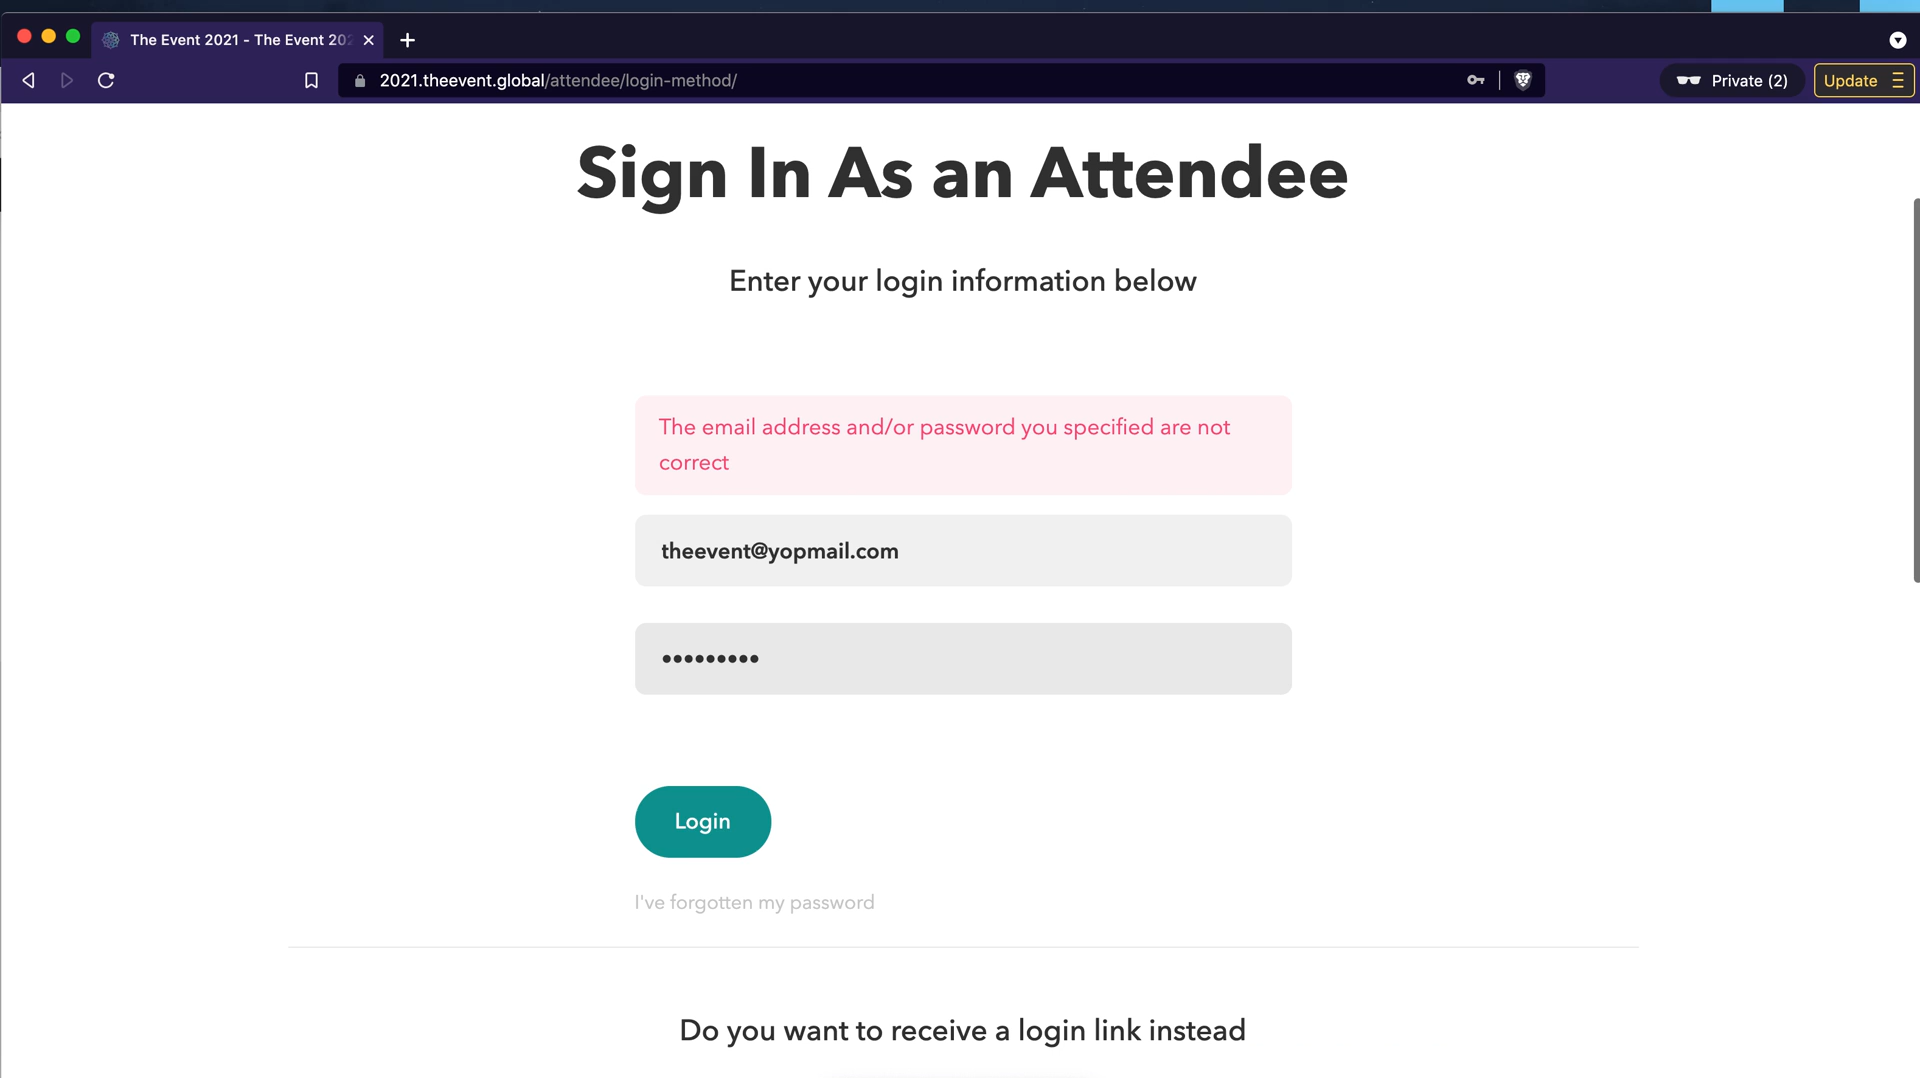 The Event 2021 - The Event 202
2021.theevent.global/attendee/login-method/
Private (2)
Update
Sign In As an Attendee
Enter your login information below
The email address and/or password you specified are not
correct
theevent@yopmail.com
•••••••••••
Login
I've forgotten my password
Do you want to receive a login link instead